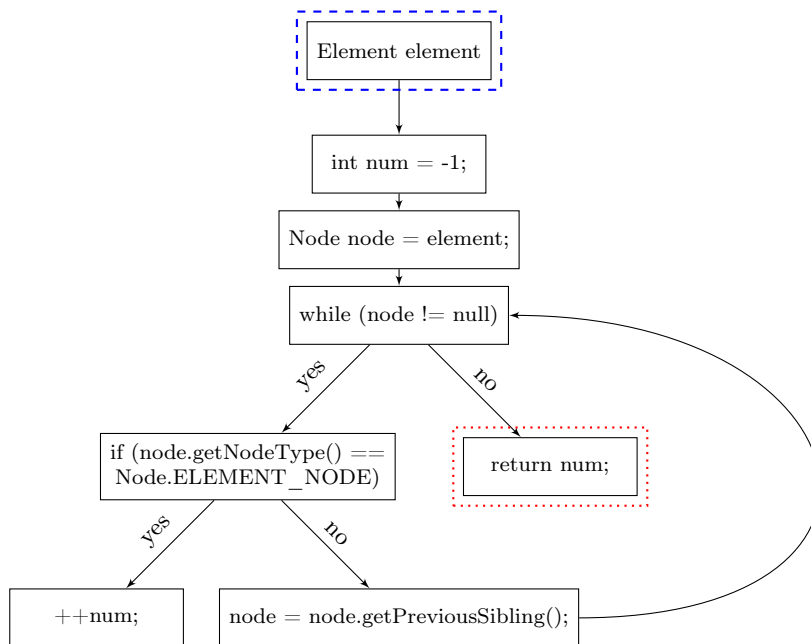 Element element
int num = -1;
Node node = element;
while (node != null)
yes
no
if (node.getNodeType() ==
Node.ELEMENT_NODE)
return num;
yes
no
++num;
node = node.getPreviousSibling();